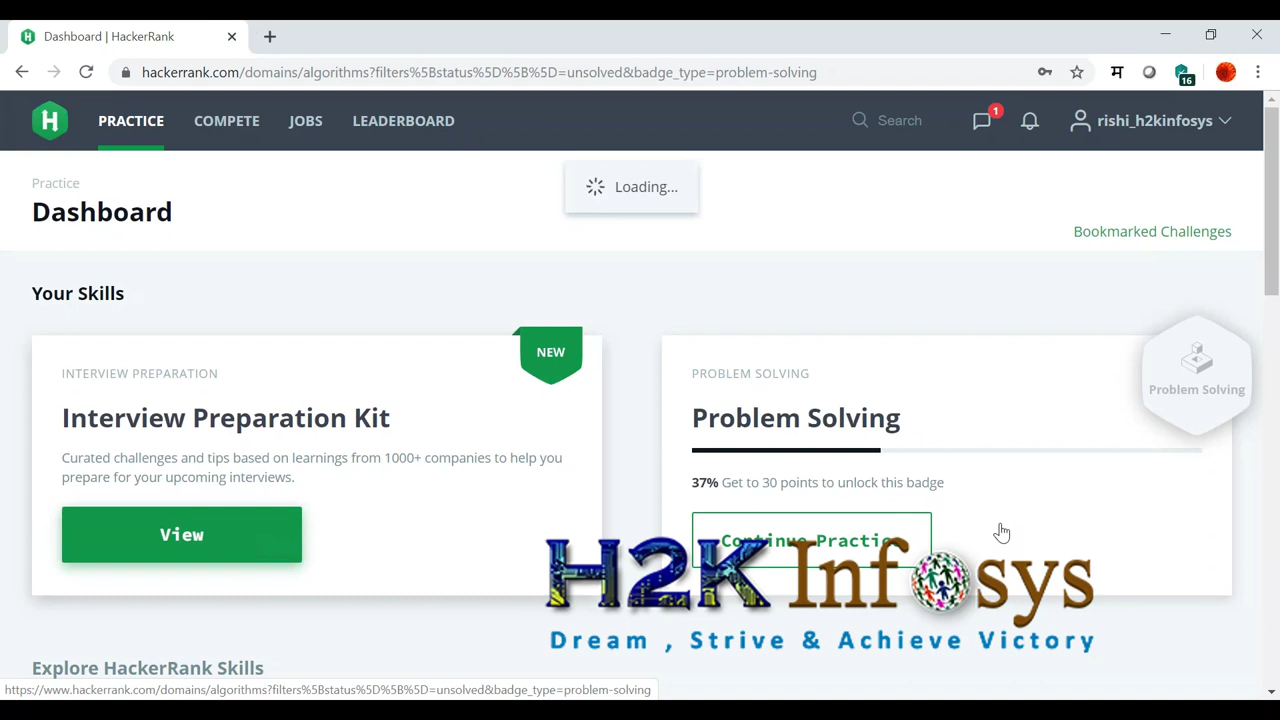 Dashboard | HackerRank
hackerrank.com/domains/algorithms?filters%5Bstatus%5D%5B%5D=unsolved&badge_type=problem-solving
म
16
H
PRACTICE
COMPETE
JOBS
LEADERBOARD
Search
1
rishi_h2kinfosys
Loading...
Practice
Dashboard
Bookmarked Challenges
Your Skills
NEW
INTERVIEW PREPARATION
Interview Preparation Kit
Curated challenges and tips based on learnings from 1000+ companies to help you
prepare for your upcoming interviews.
View
PROBLEM SOLVING
Problem Solving
37% Get to 30 points to unlock this badge
Continue Practice
Problem Solving
H2K Infosys
Dream , Strive & Achieve Victory
Explore HackerRank Skills
https://www.hackerrank.com/domains/algorithms?filters%5Bstatus%5D%5B%5D=unsolved&badge_type=problem-solving